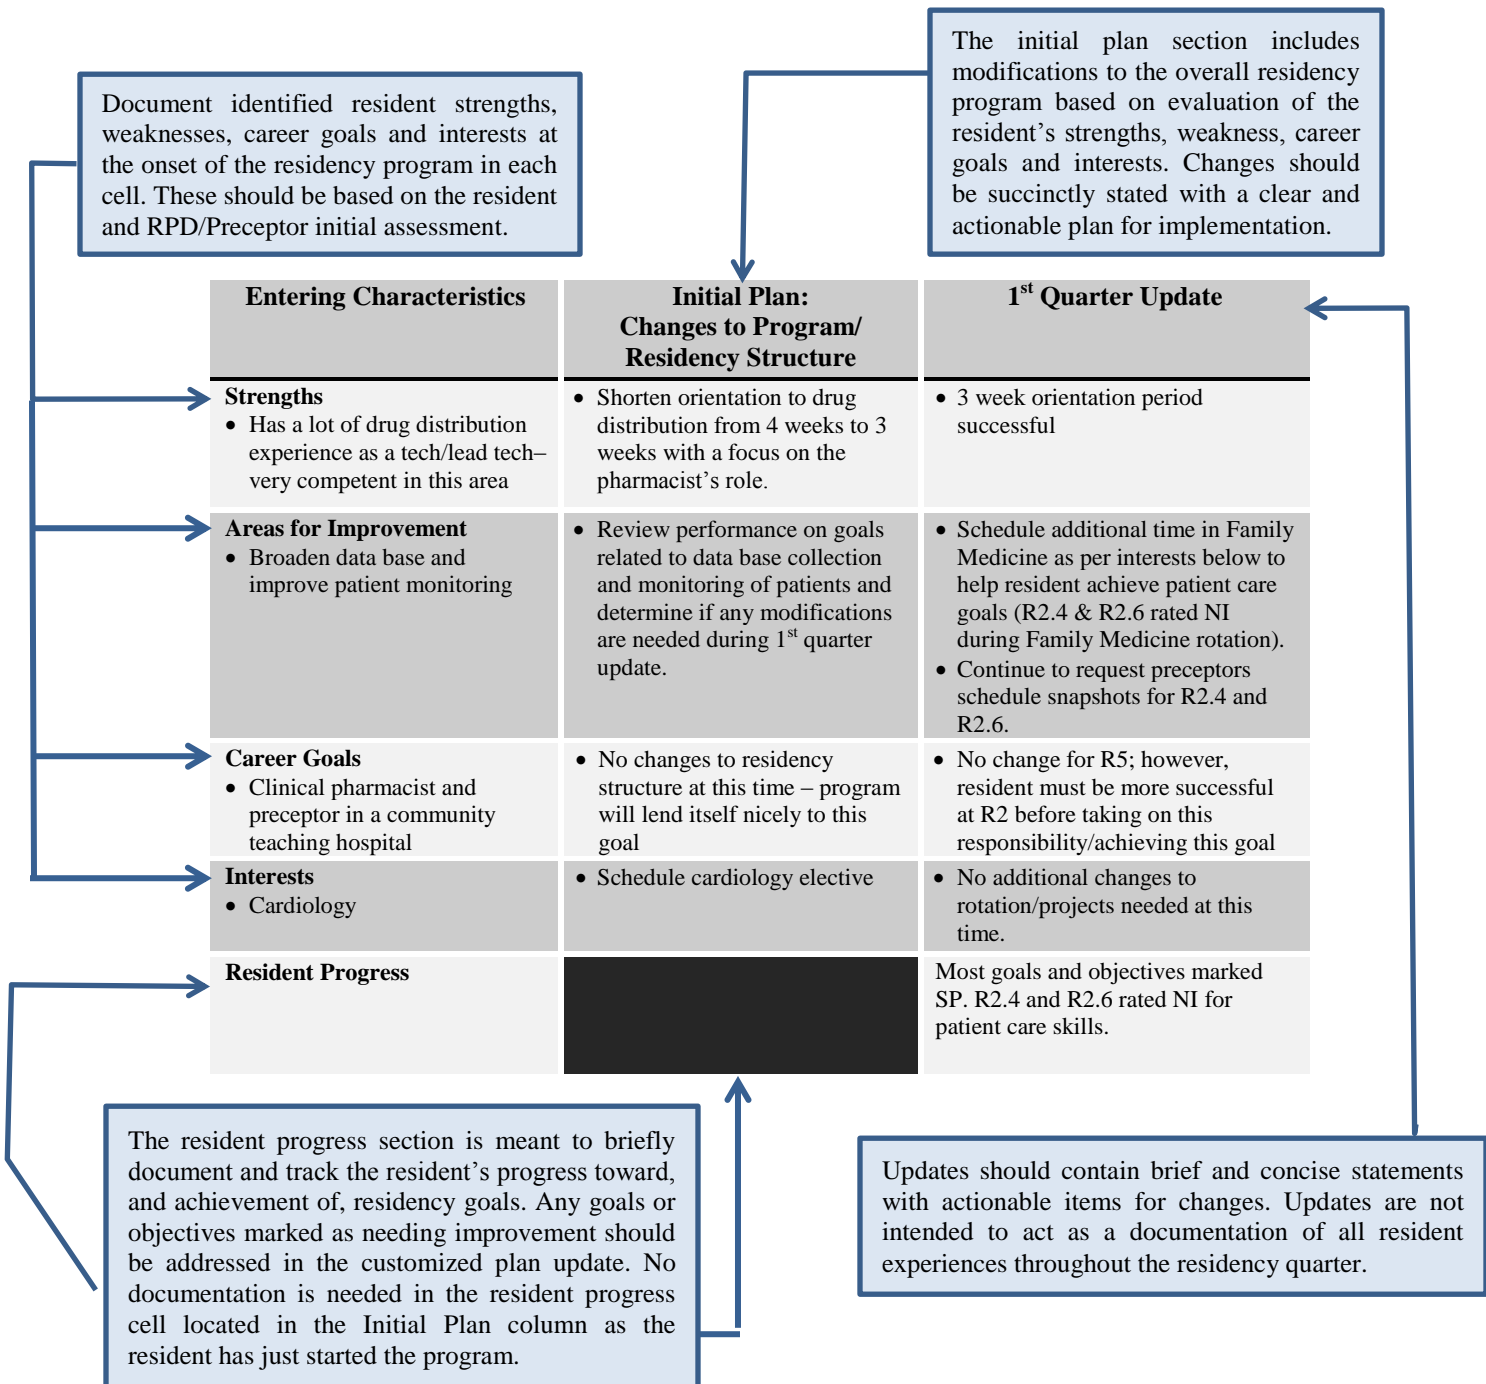 The initial plan section includes
modifications to the overall residency
program based on evaluation of the
resident's strengths, weakness, career
goals and interests. Changes should
be succinctly stated with a clear and
actionable plan for implementation.
Document identified resident strengths,
weaknesses, career goals and interests at
the onset of the residency program in each
cell. These should be based on the resident
and RPD/Preceptor initial assessment.
Entering Characteristics
Initial Plan:
Changes to Program/
Residency Structure
1st Quarter Update
Strengths
• Has a lot of drug distribution
experience as a tech/lead tech–
very competent in this area
• Shorten orientation to drug
distribution from 4 weeks to 3
weeks with a focus on the
pharmacist's role.
• 3 week orientation period
successful
Areas for Improvement
• Broaden data base and
improve patient monitoring
• Review performance on goals
related to data base collection
and monitoring of patients and
determine if any modifications
are needed during 1st quarter
update.
• Schedule additional time in Family
Medicine as per interests below to
help resident achieve patient care
goals (R2.4 & R2.6 rated NI
during Family Medicine rotation).
• Continue to request preceptors
schedule snapshots for R2.4 and
R2.6.
Career Goals
• Clinical pharmacist and
preceptor in a community
teaching hospital
• No changes to residency
structure at this time – program
will lend itself nicely to this
goal
• No change for R5; however,
resident must be more successful
at R2 before taking on this
responsibility/achieving this goal
Interests
• Cardiology
• Schedule cardiology elective
• No additional changes to
rotation/projects needed at this
time.
Resident Progress
Most goals and objectives marked
SP. R2.4 and R2.6 rated NI for
patient care skills.
The resident progress section is meant to briefly
document and track the resident's progress toward,
and achievement of, residency goals. Any goals or
objectives marked as needing improvement should
be addressed in the customized plan update. No
documentation is needed in the resident progress
cell located in the Initial Plan column as the
resident has just started the program.
Updates should contain brief and concise statements
with actionable items for changes. Updates are not
intended to act as a documentation of all resident
experiences throughout the residency quarter.